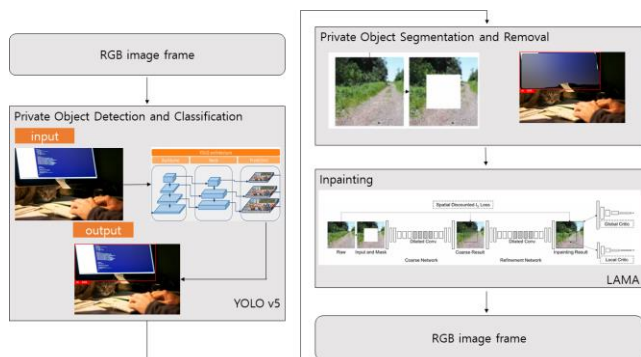 RGB image frame
Private Object Detection and Classification
input
output
YOLO v5
Private Object Segmentation and Removal
Inpainting
Spatial Discounted L₁ Loss
Global Critic
Dilated Conv
Dilated Conv
Raw
Input and Mask
Coarse Result
Inpainting Result
Local Critic
Coarse Network
Refinement Network
LAMA
RGB image frame